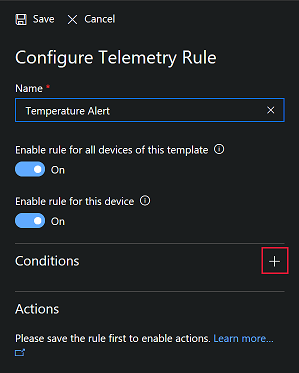 Save Cancel
Configure Telemetry Rule
Name *
Temperature Alert
Enable rule for all devices of this template
On
Enable rule for this device
On
Conditions
Actions
Please save the rule first to enable actions. Learn more...